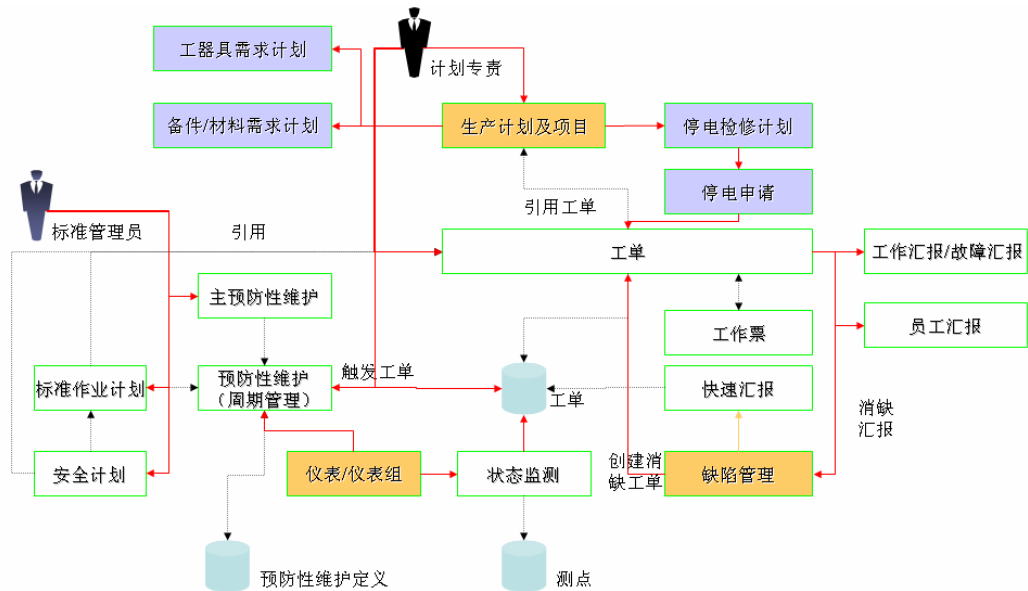 工器具需求计划
计划专责
备件/材料需求计划
生产计划及项目
停电检修计划
停电申请
引用工单
标准管理员
引用
工单
工作汇报/故障汇报
主预防性维护
工作票
员工汇报
标准作业计划
预防性维护
（周期管理）
触发工单
工单
快速汇报
消缺
汇报
安全计划
仪表/仪表组
状态监测
创建消
缺工单
缺陷管理
预防性维护定义
测点